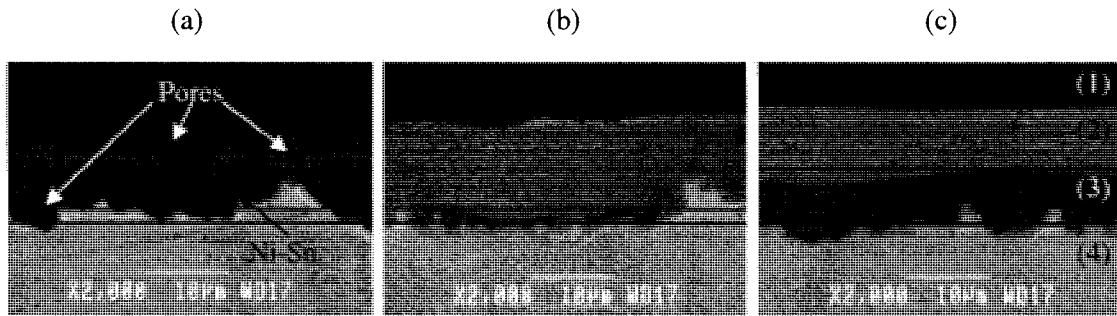 (a)
(b)
(c)
Pores
Ni-Sn
X2,000 10μm WD17
X2,000 10μm WD17
(1)
(2)
(3)
(4)
X2,000 10μm WD17